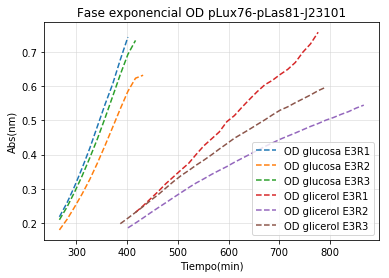 Fase exponencial OD pLux76-pLas81-J23101
Abs(nm)
0.7
0.6
0.5
0.4
0.3
0.2
OD glucosa E3R1
OD glucosa E3R2
OD glucosa E3R3
OD glicerol E3R1
OD glicerol E3R2
OD glicerol E3R3
300 400 500 600 700 800
Tiempo(min)